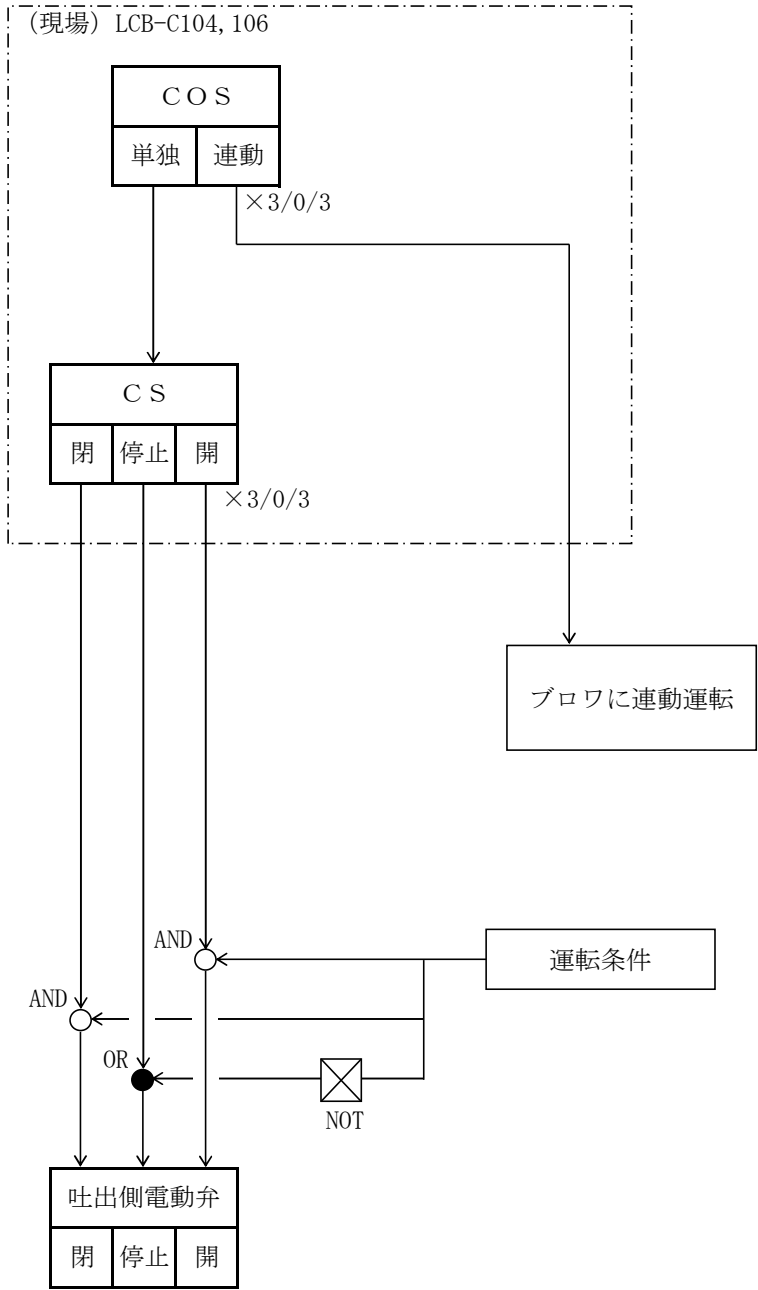 (現場) LCB-C104,106
ＣＯＳ
単独 連動
×3/0/3
ＣＳ
閉 停止 開
×3/0/3
ブロワに連動運転
AND
運転条件
AND
OR
NOT
吐出側電動弁
閉 停止 開